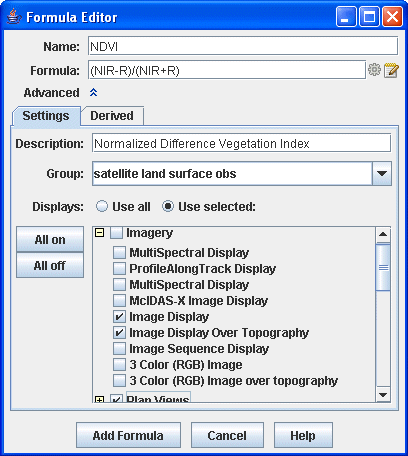 Formula Editor
Name: NDVI
Formula: (NIR-R)/(NIR+R)
Advanced
Settings Derived
Description: Normalized Difference Vegetation Index
Group: satellite land surface obs
Displays: Use all Use selected:
All on
All off
Imagery
MultiSpectral Display
ProfileAlongTrack Display
MultiSpectral Display
McIDAS-X Image Display
Image Display
Image Display Over Topography
Image Sequence Display
3 Color (RGB) Image
3 Color (RGB) Image over topography
Plan Views
Add Formula Cancel Help